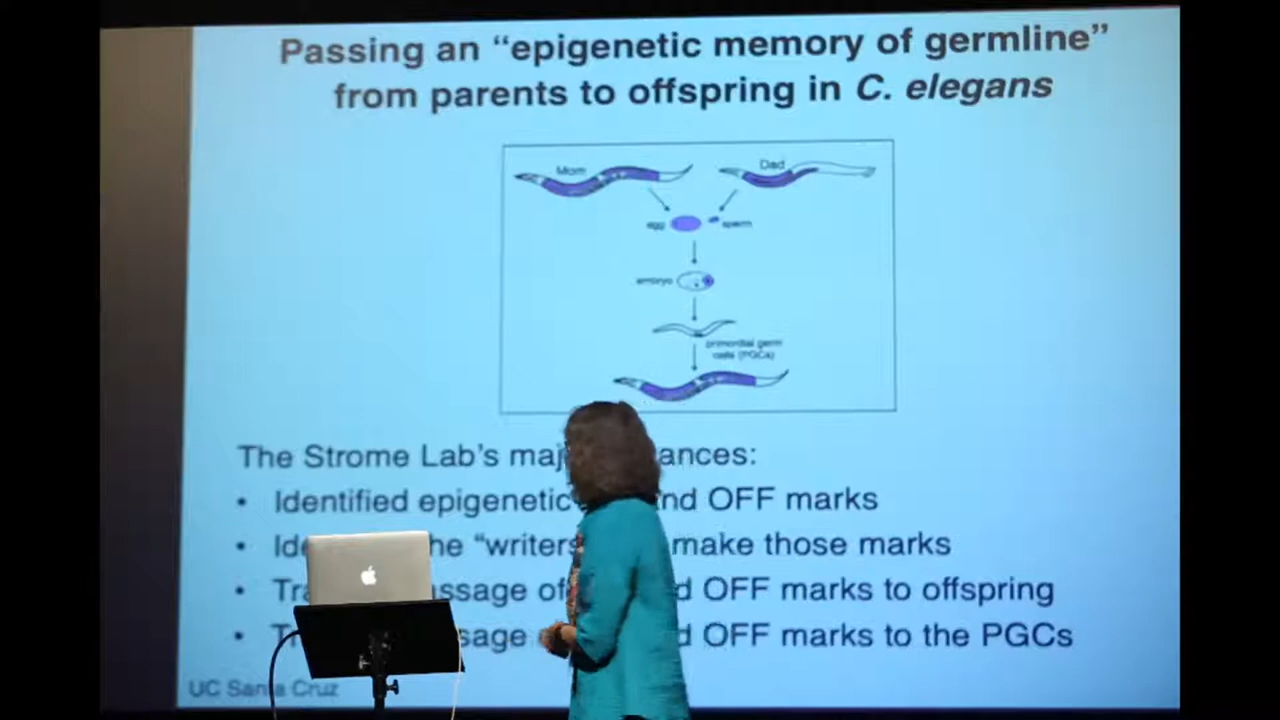 Passing an “epigenetic memory of germline”
from parents to offspring in C. elegans
Mom Dad
egg sperm
embryo
primordial germ
cells (PGCs)
The Strome Lab’s maj ances:
• Identified epigenetic nd OFF marks
• Ide he “writers make those marks
• Tra ssage of d OFF marks to offspring
• T sage d OFF marks to the PGCs
UC Santa Cruz